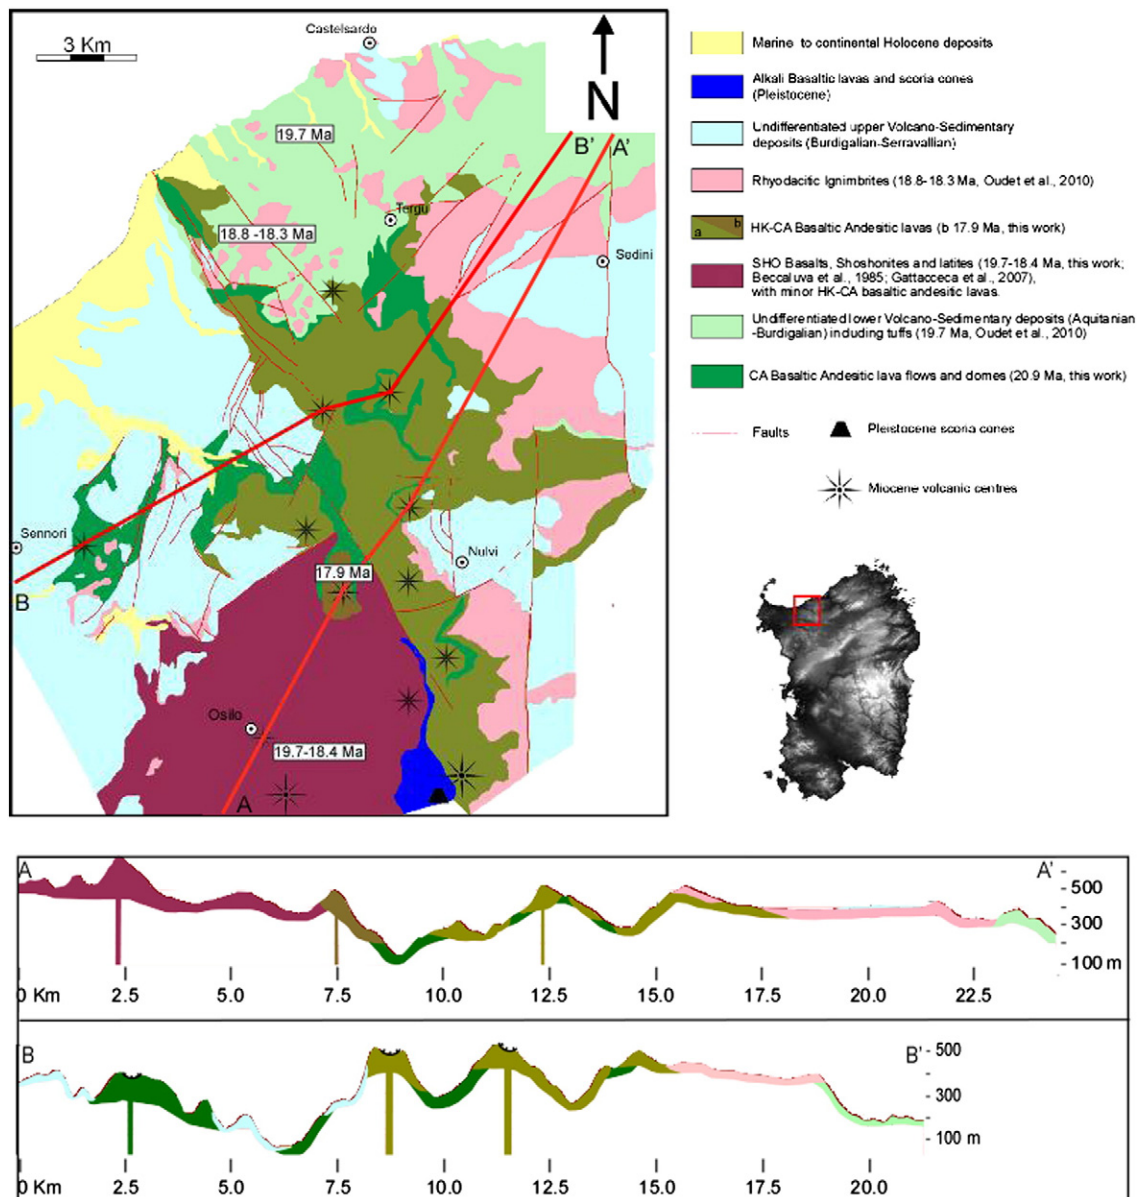 Castelsardo
3 Km
N
19.7 Ma
B' A'
Tergu
18.8 -18.3 Ma
Sedini
Sennori
Nulvi
17.9 Ma
B
Osilo
19.7-18.4 Ma
A
Marine to continental Holocene deposits
Alkali Basaltic lavas and scoria cones
(Pleistocene)
Undifferentiated upper Volcano-Sedimentary
deposits (Burdigalian-Serravallian)
Rhyodacitic Ignimbrites (18.8-18.3 Ma, Oudet et al., 2010)
a b
HK-CA Basaltic Andesitic lavas (b 17.9 Ma, this work)
SHO Basalts, Shoshonites and latites (19.7-18.4 Ma, this work;
Beccaluva et al., 1985; Gattacceca et al., 2007),
with minor HK-CA basaltic andesitic lavas.
Undifferentiated lower Volcano-Sedimentary deposits (Aquitanian
-Burdigalian) including tuffs (19.7 Ma, Oudet et al., 2010)
CA Basaltic Andesitic lava flows and domes (20.9 Ma, this work)
Faults
Pleistocene scoria cones
Miocene volcanic centres
A A'
- 500
- 300
- 100 m
0 Km 2.5 5.0 7.5 10.0 12.5 15.0 17.5 20.0 22.5
B B'
- 500
- 300
- 100 m
0 Km 2.5 5.0 7.5 10.0 12.5 15.0 17.5 20.0